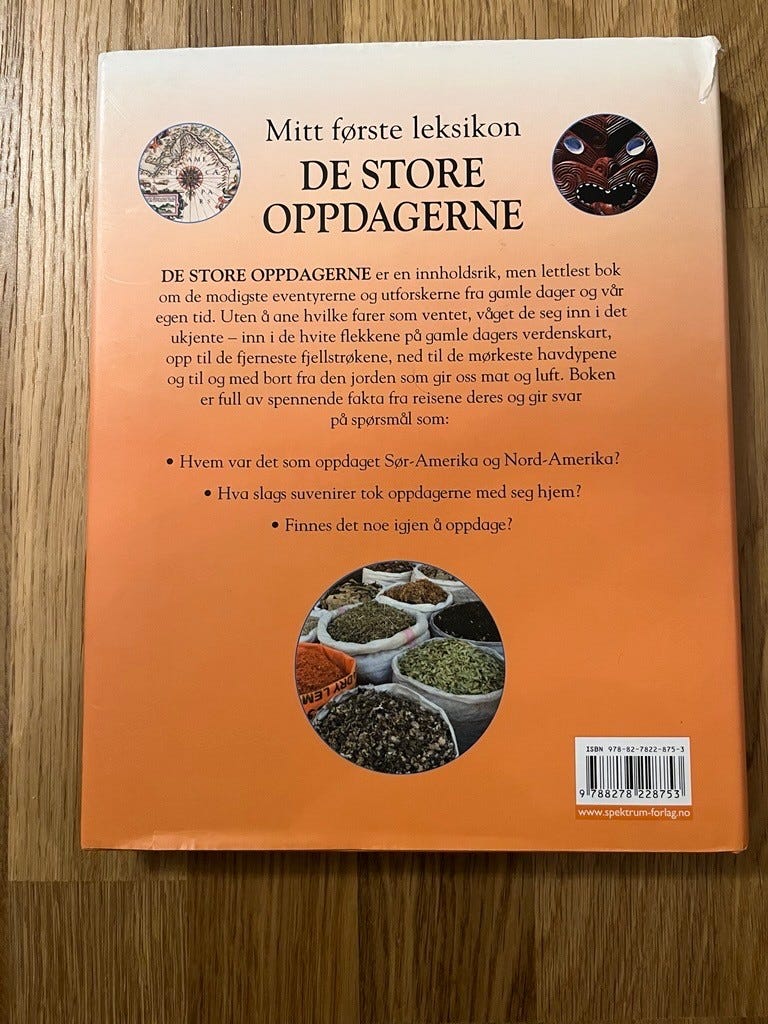 Mitt første leksikon
DE STORE
OPPDAGERNE
DE STORE OPPDAGERNE er en innholdsrik, men lettlest bok
om de modigste eventyrerne og utforskerne fra gamle dager og vår
egen tid. Uten å ane hvilke farer som ventet, våget de seg inn i det
ukjente – inn i de hvite flekkene på gamle dagers verdenskart,
opp til de fjerneste fjellstrøkene, ned til de mørkeste havdypene
og til og med bort fra den jorden som gir oss mat og luft. Boken
er full av spennende fakta fra reisene deres og gir svar
på spørsmål som:
• Hvem var det som oppdaget Sør-Amerika og Nord-Amerika?
• Hva slags suvenirer tok oppdagerne med seg hjem?
• Finnes det noe igjen å oppdage?
DRY LEM
ISBN 978-82-7822-875-3
9 788278 228753
www.spektrum-forlag.no